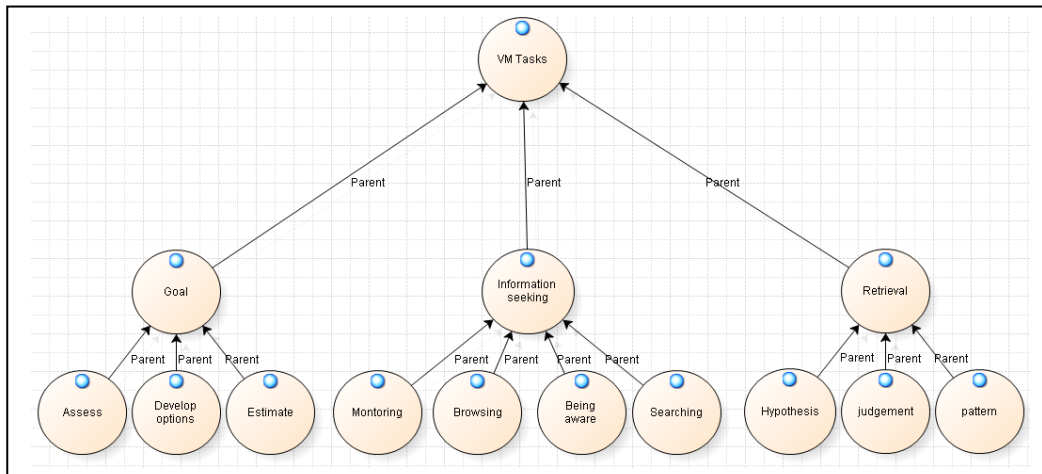 VM Tasks
Parent
Parent
Parent
Goal
Information
seeking
Retrieval
Parent
Parent
Parent
Parent
Parent
Parent
Parent
Parent
Parent
Parent
Assess
Develop
options
Estimate
Montoring
Browsing
Being
aware
Searching
Hypothesis
judgement
pattern